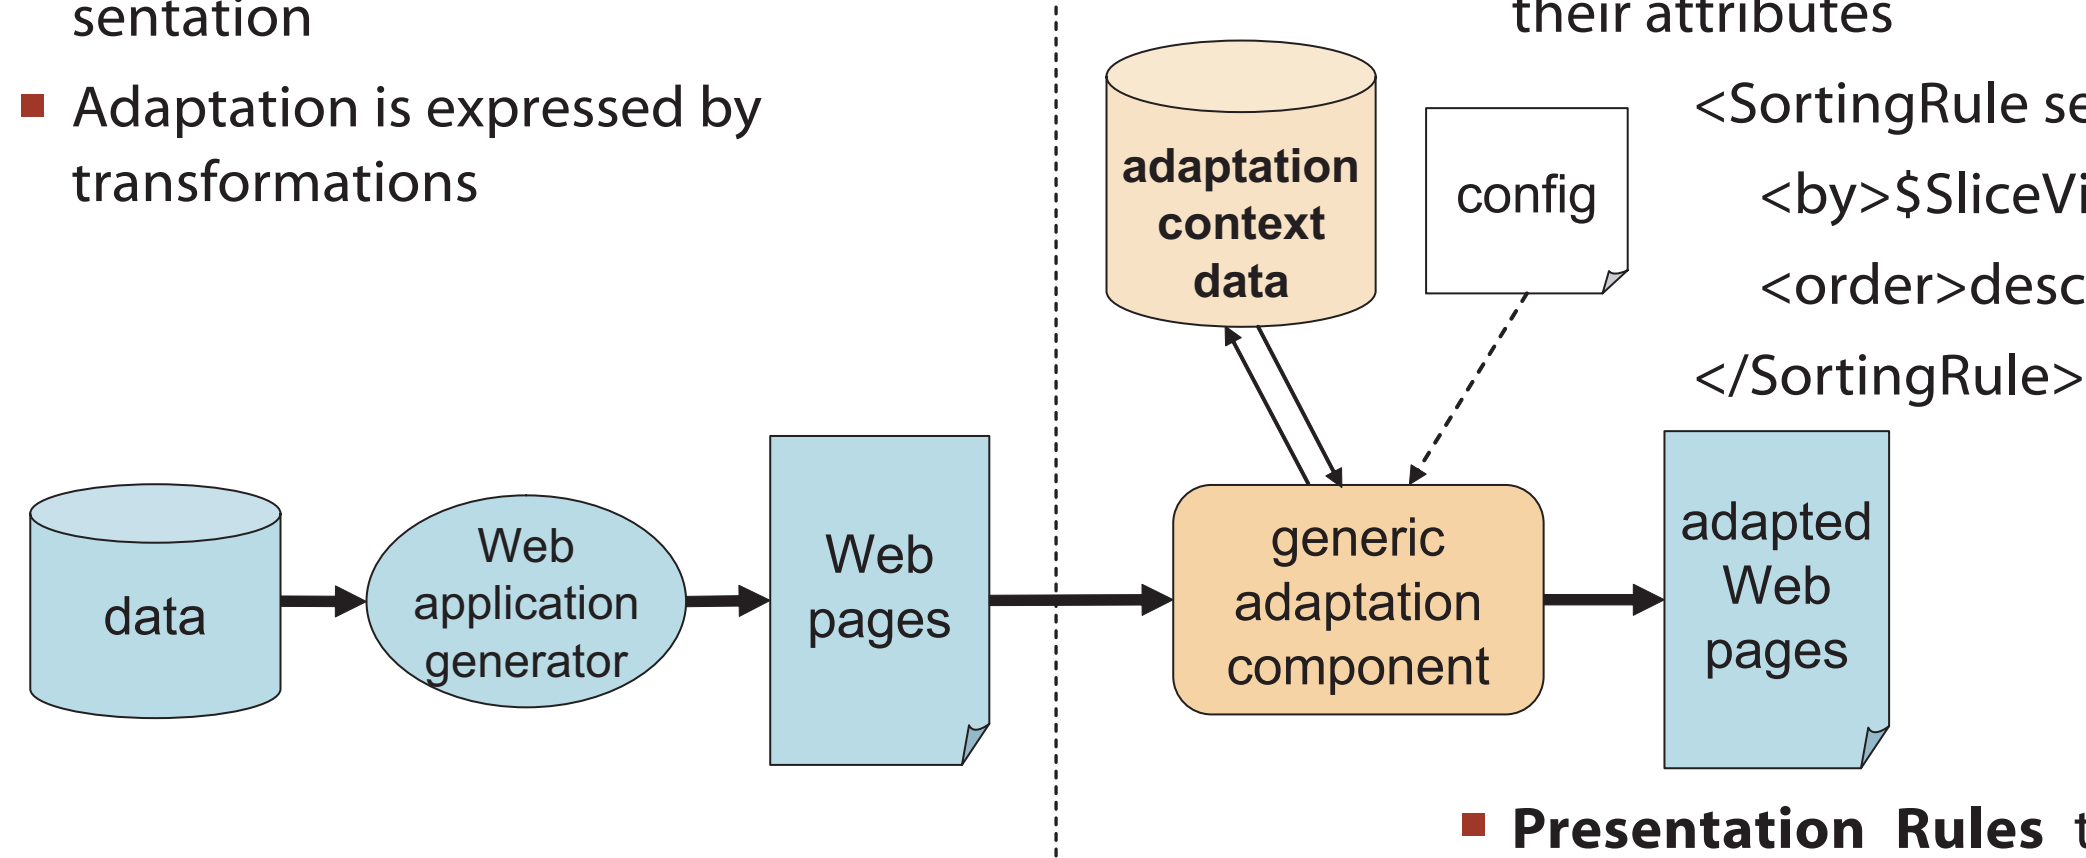 sentation
Adaptation is expressed by
transformations
data
Web
application
generator
Web
pages
their attributes
adaptation
context
data
config
<SortingRule se
<by>$SliceVi
<order>desc
</SortingRule>
generic
adaptation
component
adapted
Web
pages
Presentation Rules